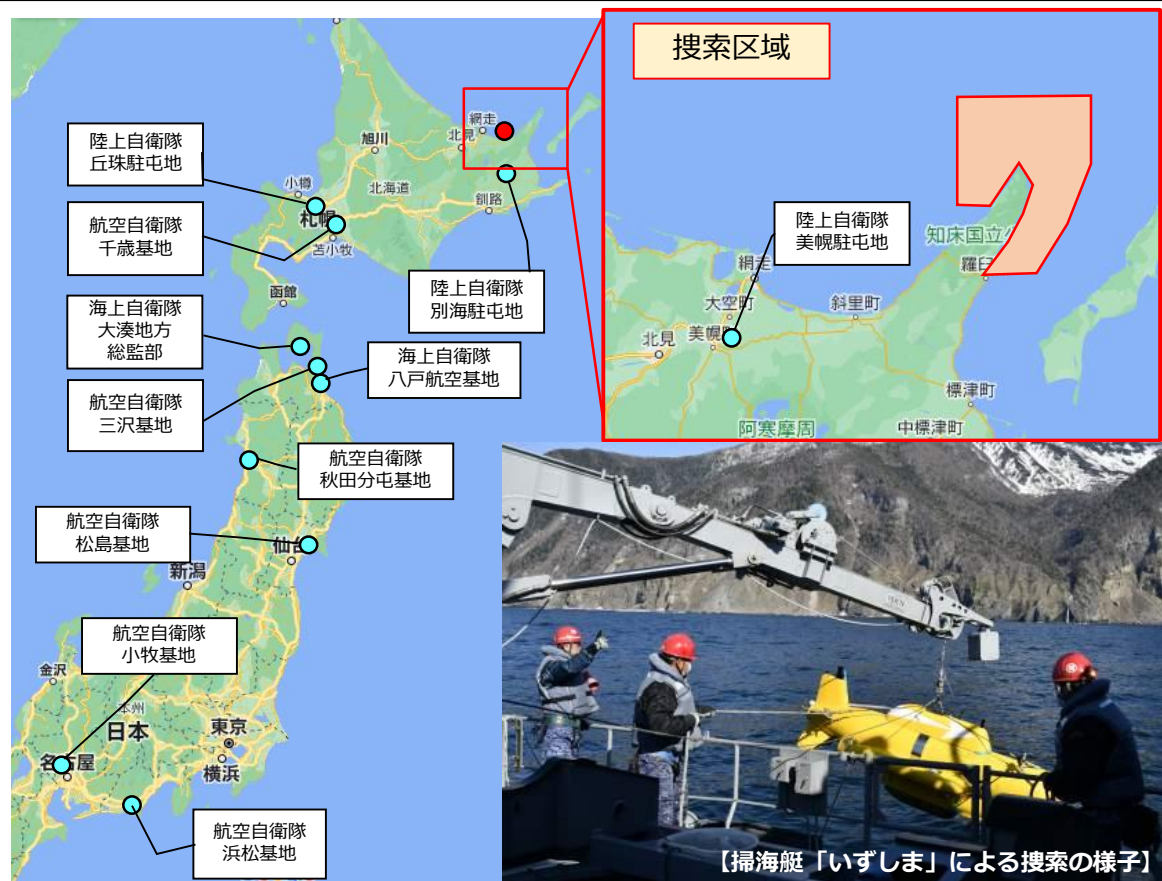 捜索区域
陸上自衛隊
丘珠駐屯地
航空自衛隊
千歳基地
海上自衛隊
大湊地方
総監部
航空自衛隊
三沢基地
陸上自衛隊
別海駐屯地
海上自衛隊
八戸航空基地
航空自衛隊
秋田分屯基地
航空自衛隊
松島基地
航空自衛隊
小牧基地
航空自衛隊
浜松基地
網走
北見
旭川
北海道
小樽
札幌
釧路
苫小牧
函館
仙台
新潟
金沢
本州
日本
東京
横浜
名古屋
陸上自衛隊
美幌駐屯地
知床国立公
羅臼
網走
大空町
斜里町
北見
美幌町
標津町
中標津町
阿寒摩周
【掃海艇「いずしま」による捜索の様子】